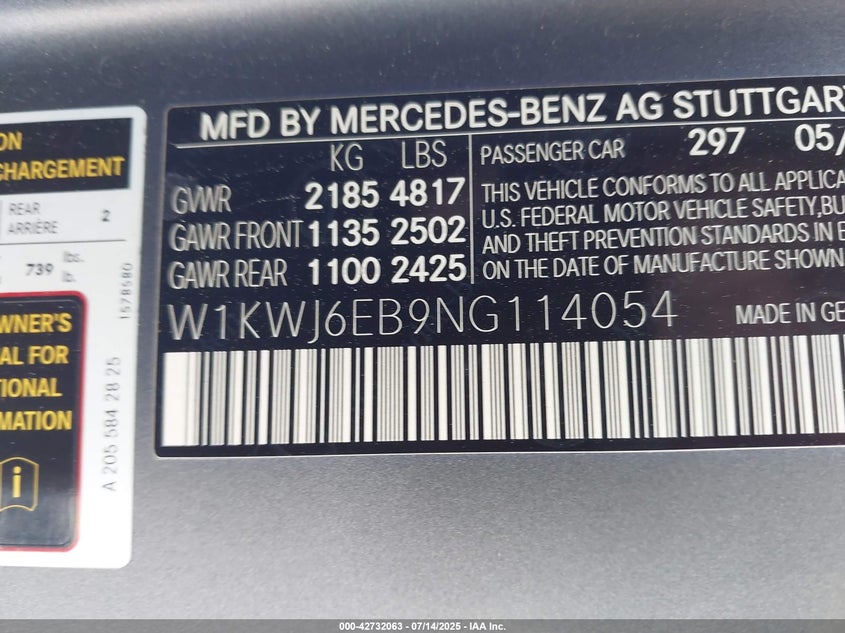 ON
CHARGEMENT
REAR
ARRIÈRE 2
739 lbs.
lb.
1578580
OWNER'S
AL FOR
TIONAL
RMATION
A 205 584 28 25
MFD BY MERCEDES-BENZ AG STUTTGART
KG LBS
GVWR 2185 4817
GAWR FRONT 1135 2502
GAWR REAR 1100 2425
PASSENGER CAR 297 05/
THIS VEHICLE CONFORMS TO ALL APPLICA
U.S. FEDERAL MOTOR VEHICLE SAFETY,BU
AND THEFT PREVENTION STANDARDS IN E
ON THE DATE OF MANUFACTURE SHOWN
W1KWJ6EB9NG114054 MADE IN GE
000-42732063 - 07/14/2025 - IAA Inc.